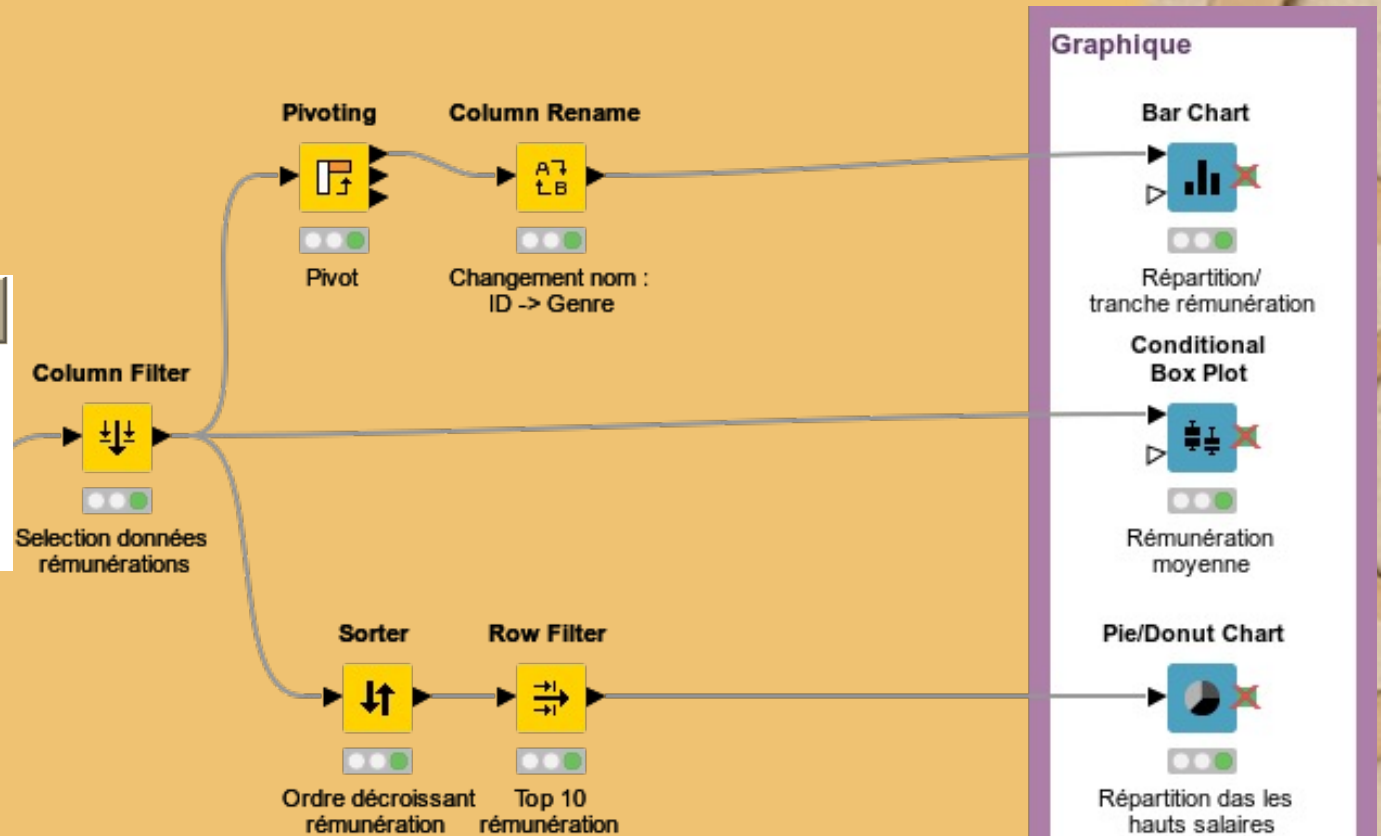 Graphique
Pivoting
Column Rename
Bar Chart
A
B
Pivot
Changement nom :
ID -> Genre
Répartition/
tranche rémunération
Column Filter
Conditional
Box Plot
Selection données
rémunérations
Rémunération
moyenne
Sorter
Row Filter
Pie/Donut Chart
Ordre décroissant
rémunération
Top 10
rémunération
Répartition das les
hauts salaires